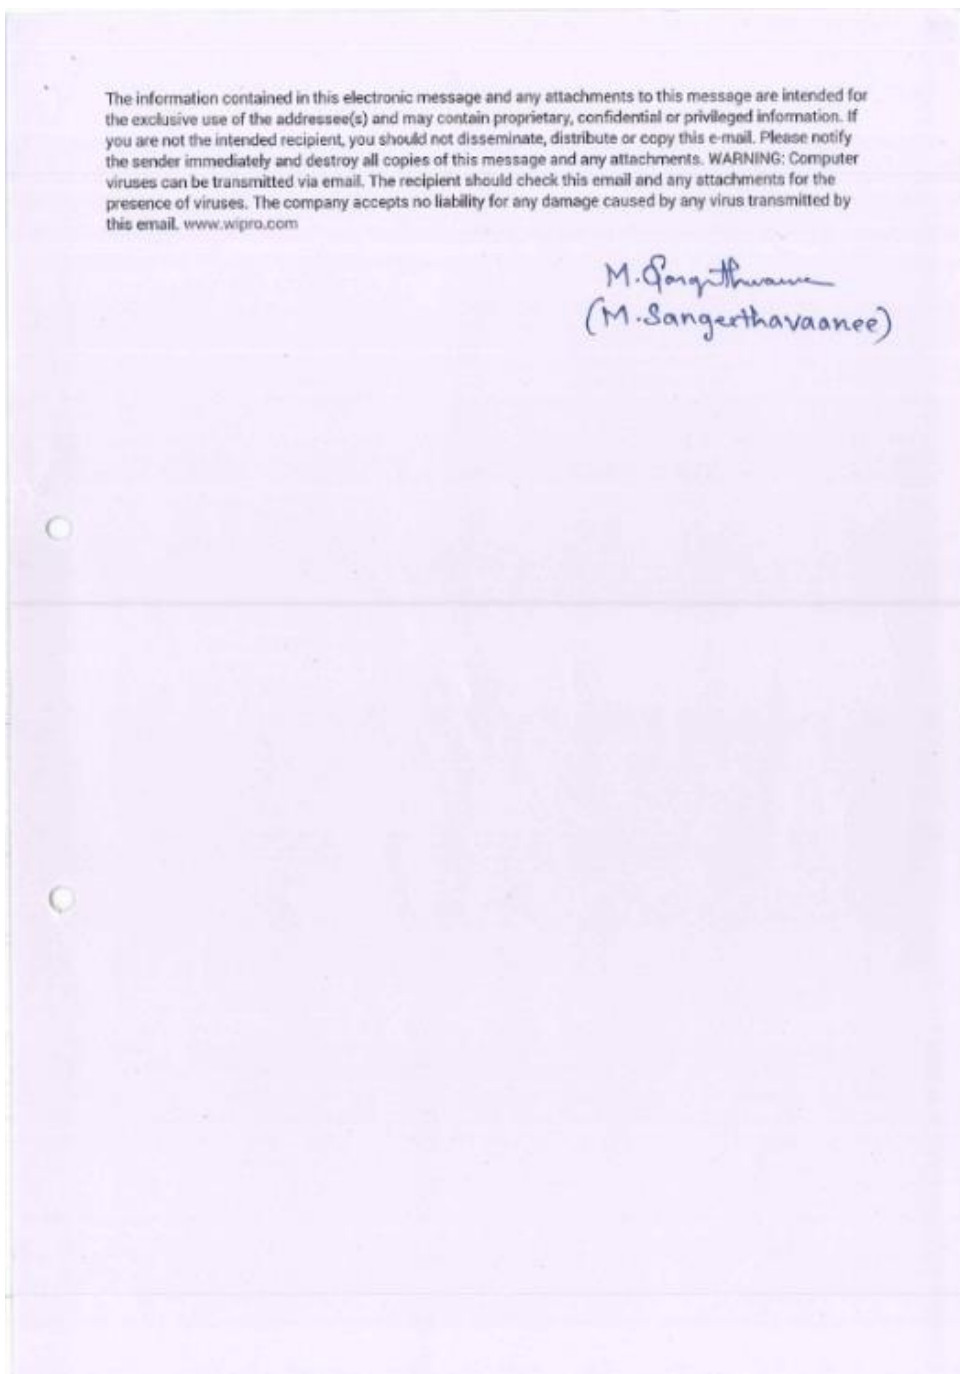 The information contained in this electronic message and any attachments to this message are intended for
the exclusive use of the addressee(s) and may contain proprietary, confidential or privileged information. If
you are not the intended recipient, you should not disseminate, distribute or copy this e-mail. Please notify
the sender immediately and destroy all copies of this message and any attachments. WARNING: Computer
viruses can be transmitted via email. The recipient should check this email and any attachments for the
presence of viruses. The company accepts no liability for any damage caused by any virus transmitted by
this email. www.wipro.com
M.
(M.Sangeethavaanee)